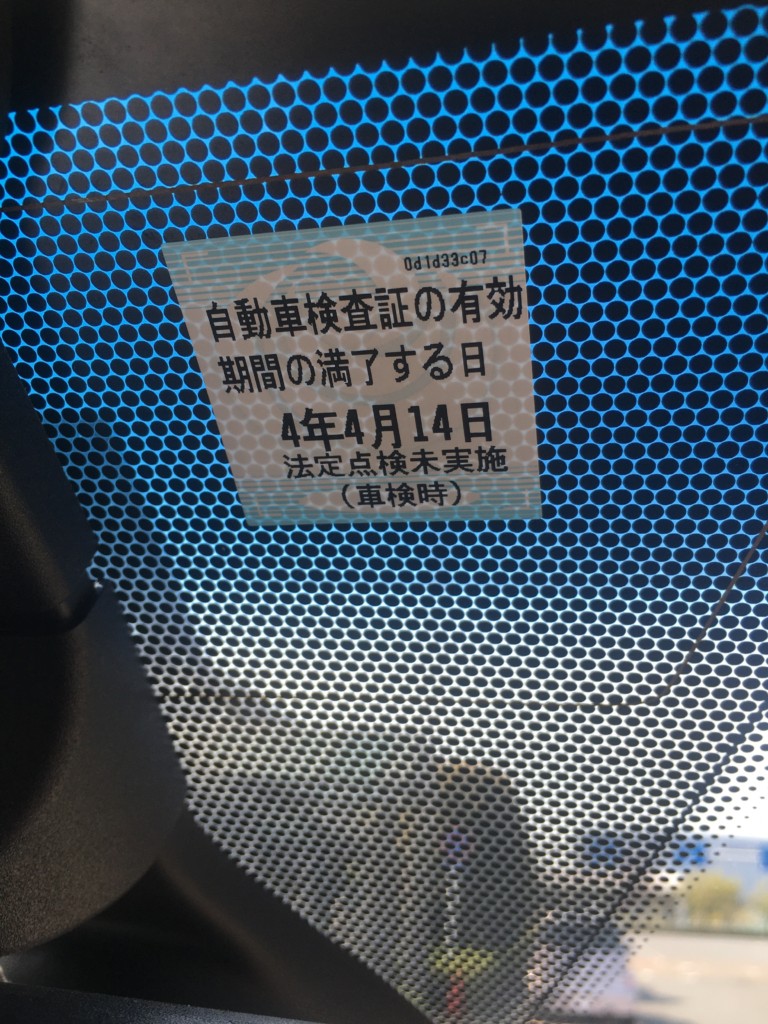 0d1d33c07
自動車検査証の有効
期間の満了する日
4年4月14日
法定点検未実施
（車検時）